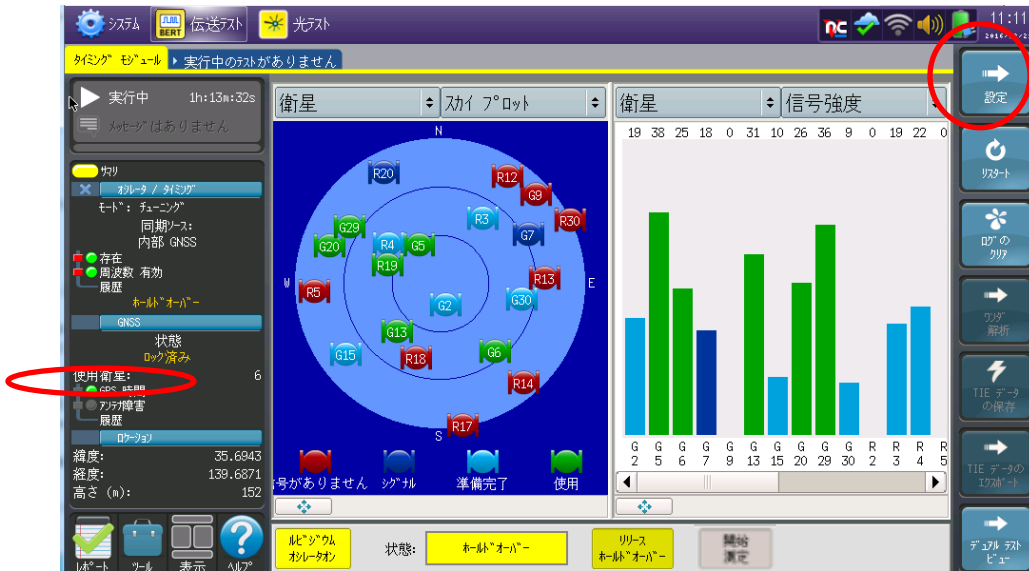 システム
BERT
伝送テスト
光テスト
11:11
タイミング モジュール
実行中のテストがありません
実行中 1h:13m:32s
メッセージはありません
サマリ
オシレータ / タイミング
モード: チューニング
同期ソース:
内部 GNSS
存在
周波数 有効
履歴
ホールドオーバー
GNSS
状態
ロック済み
使用衛星: 6
GPS 時間
アンテナ障害
履歴
ロケーション
緯度: 35.6943
経度: 139.6871
高さ (m): 152
レポート
ツール
表示
ヘルプ
衛星
スカイ プロット
N
R20
R12
G9
R3
R30
G29
G7
G20
R4
G5
R19
W
R5
R13
E
G2
G30
G13
G15
R18
G6
R14
R17
S
号がありません シグナル 準備完了 使用
衛星
信号強度
19 38 25 18 0 31 10 26 36 9 0 19 22 0
G G G G G G G G G G R R R R
2 5 6 7 9 13 15 20 29 30 2 3 4 5
ルビジウム
オシレータオン
状態:
ホールドオーバー
リリース
ホールドオーバー
開始
測定
設定
リスタート
ログの
クリア
ワンダ
解析
TIE データ
の保存
TIE データの
エクスポート
デュアル テスト
ビュー